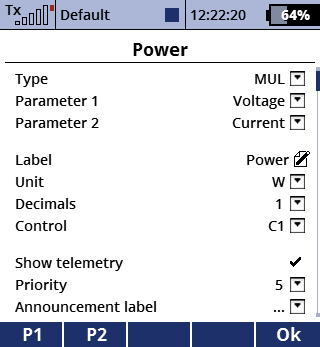 Tx Default 12:22:20 64%
Power
Type MUL
Parameter 1 Voltage
Parameter 2 Current
Label Power
Unit W
Decimals 1
Control C1
Show telemetry
Priority 5
Announcement label ...
P1 P2 Ok